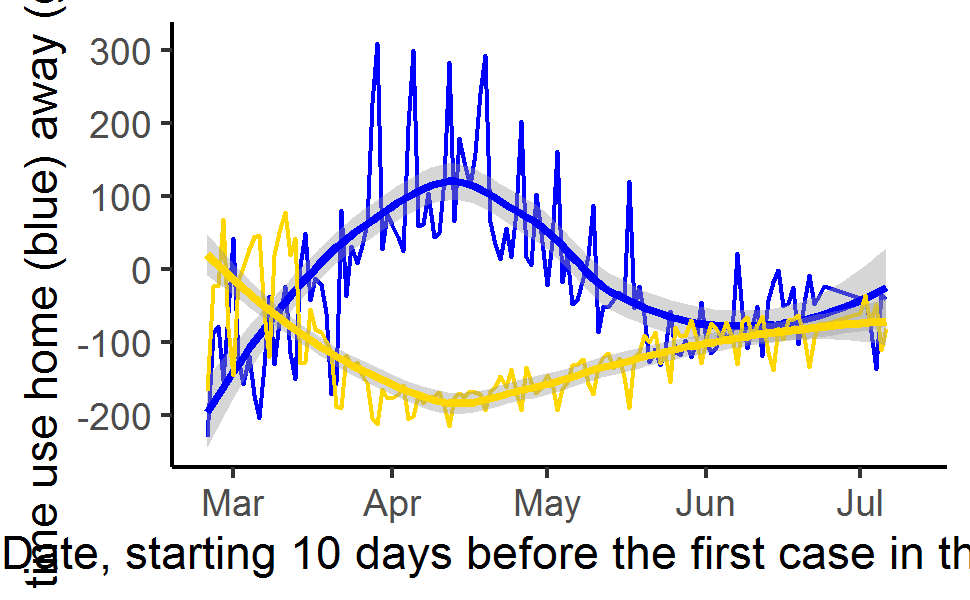 time use home (blue) away (
300
200
100
0
-100
-200
Mar Apr May Jun Jul
Date, starting 10 days before the first case in th